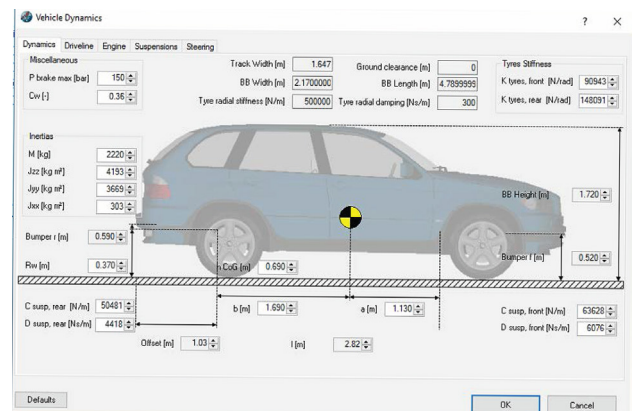 Vehicle Dynamics
? X
Dynamics Driveline Engine Suspensions Steering
Miscellaneous
P brake max [bar] 150
Cw [-] 0.36
Track Width [m] 1.647
BB Width [m] 2.1700000
Tyre radial stiffness [N/m] 500000
Ground clearance [m] 0
BB Length [m] 4.7899999
Tyre radial damping [Ns/m] 300
Tyres Stiffness
K tyres, front [N/rad] 90943
K tyres, rear [N/rad] 148091
Inertias
M [kg] 2220
Jzz [kg m²] 4193
Jyy [kg m²] 3669
Jxx [kg m²] 303
BB Height [m] 1.720
Bumper r [m] 0.590
Bumper f [m] 0.520
Rw [m] 0.370
h CoG [m] 0.690
C susp, rear [N/m] 50481
D susp, rear [Ns/m] 4418
b [m] 1.690
a [m] 1.130
C susp, front [N/m] 63628
D susp, front [Ns/m] 6076
Offset [m] 1.03
l [m] 2.82
Defaults
OK
Cancel